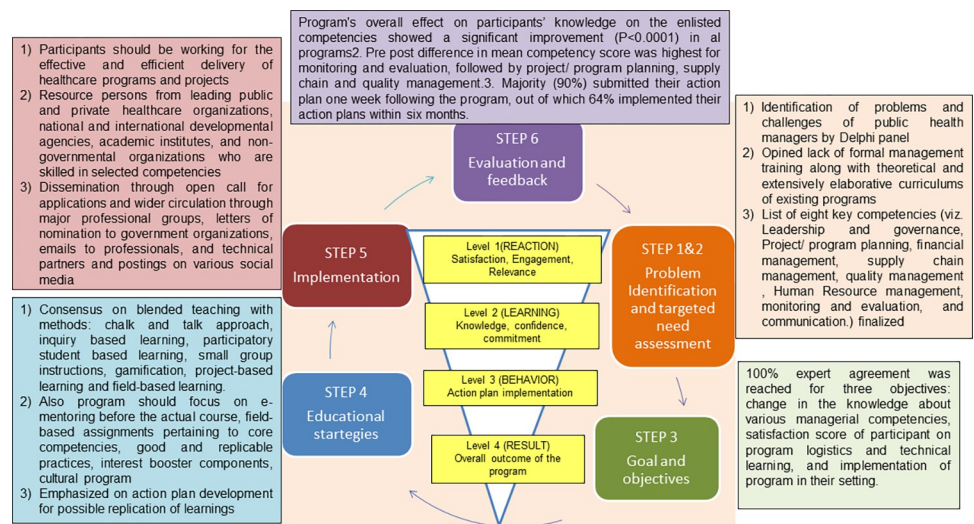 Program's overall effect on participants' knowledge on the enlisted
competencies showed a significant improvement (P<0.0001) in al
programs2. Pre post difference in mean competency score was highest for
monitoring and evaluation, followed by project/ program planning, supply
chain and quality management.3. Majority (90%) submitted their action
plan one week following the program, out of which 64% implemented their
action plans within six months.
1) Participants should be working for the
effective and efficient delivery of
healthcare programs and projects
2) Resource persons from leading public
and private healthcare organizations,
national and international developmental
agencies, academic institutes, and non-
governmental organizations who are
skilled in selected competencies
3) Dissemination through open call for
applications and wider circulation through
major professional groups, letters of
nomination to government organizations,
emails to professionals, and technical
partners and postings on various social
media
STEP 6
Evaluation and
feedback
1) Identification of problems and
challenges of public health
managers by Delphi panel
2) Opined lack of formal management
training along with theoretical and
extensively elaborative curriculums
of existing programs
3) List of eight key competencies (viz.
Leadership and governance,
Project/ program planning, financial
management, supply chain
management, quality management
, Human Resource management,
monitoring and evaluation, and
communication.) finalized
STEP 5
Implementation
Level 1(REACTION)
Satisfaction, Engagement,
Relevance
STEP 1&2
Problem
Identification
and targeted
need
assessment
Level 2 (LEARNING)
Knowledge, confidence,
commitment
1) Consensus on blended teaching with
methods: chalk and talk approach,
inquiry based learning, participatory
student based learning, small group
instructions, gamification, project-based
learning and field-based learning.
2) Also program should focus on e-
mentoring before the actual course, field-
based assignments pertaining to core
competencies, good and replicable
practices, interest booster components,
cultural program
3) Emphasized on action plan development
for possible replication of learnings
STEP 4
Educational
startegies
Level 3 (BEHAVIOR)
Action plan implementation
Level 4 (RESULT)
Overall outcome of the
program
STEP 3
Goal and
objectives
100% expert agreement was
reached for three objectives:
change in the knowledge about
various managerial competencies,
satisfaction score of participant on
program logistics and technical
learning, and implementation of
program in their setting.